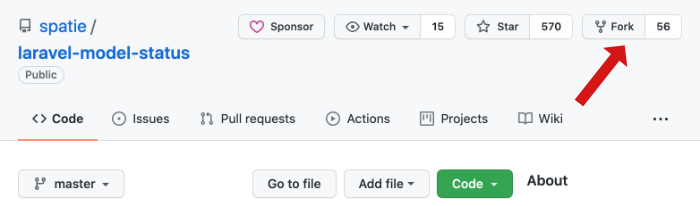 spatie / Sponsor Watch 15 Star 570 Fork 56
laravel-model-status
Public
Code Issues Pull requests Actions Projects Wiki ...
master Go to file Add file Code About